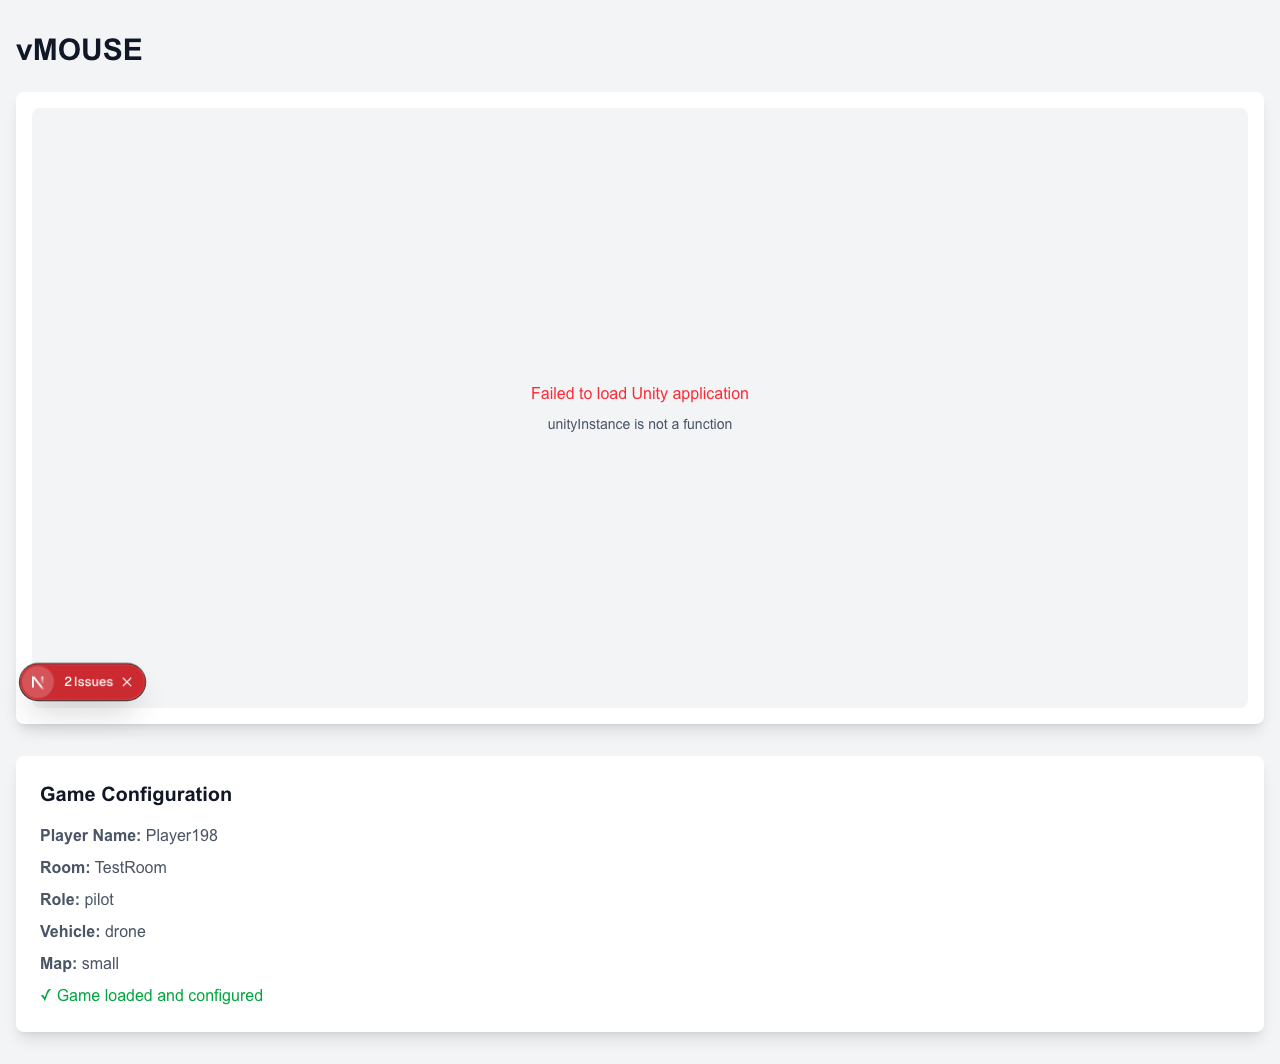 vMOUSE
Failed to load Unity application
unityInstance is not a function
N 2 Issues
Game Configuration
Player Name: Player198
Room: TestRoom
Role: pilot
Vehicle: drone
Map: small
✓ Game loaded and configured